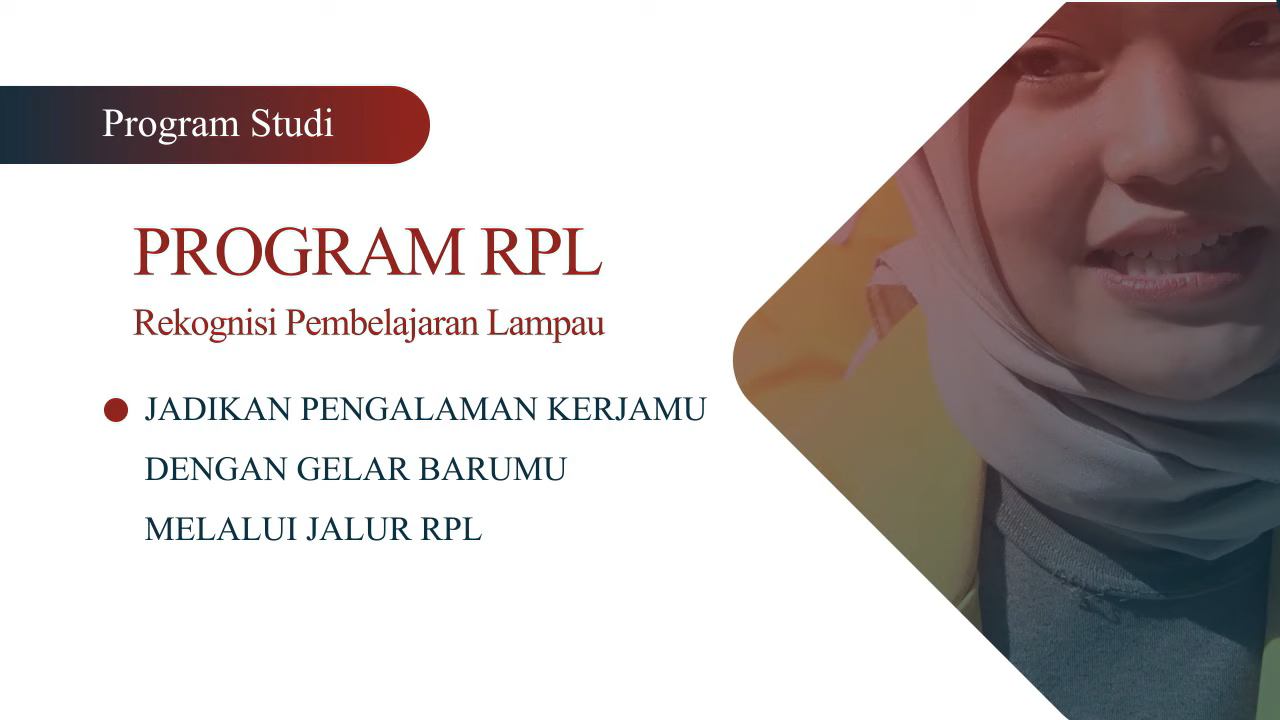 Program Studi
PROGRAM RPL
Rekognisi Pembelajaran Lampau
JADIKAN PENGALAMAN KERJAMU
DENGAN GELAR BARUMU
MELALUI JALUR RPL